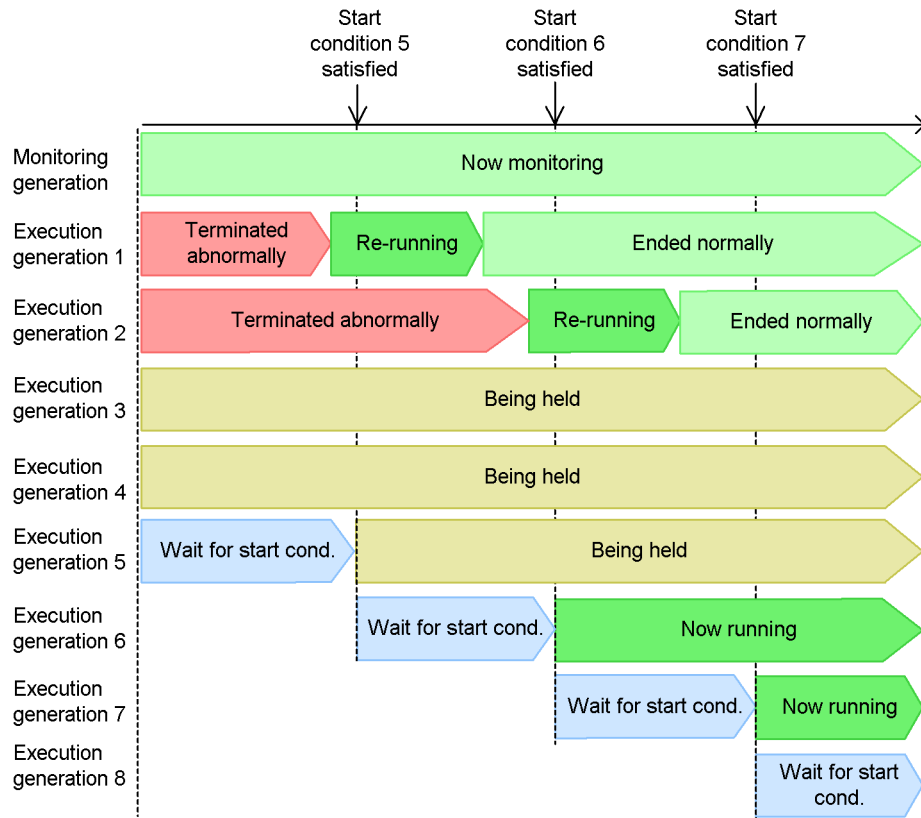 Start
condition 5
satisfied
Start
condition 6
satisfied
Start
condition 7
satisfied
Monitoring
generation
Now monitoring
Execution
generation 1
Terminated
abnormally
Re-running
Ended normally
Execution
generation 2
Terminated abnormally
Re-running
Ended normally
Execution
generation 3
Being held
Execution
generation 4
Being held
Execution
generation 5
Wait for start cond.
Being held
Execution
generation 6
Wait for start cond.
Now running
Execution
generation 7
Wait for start cond.
Now running
Execution
generation 8
Wait for start
cond.